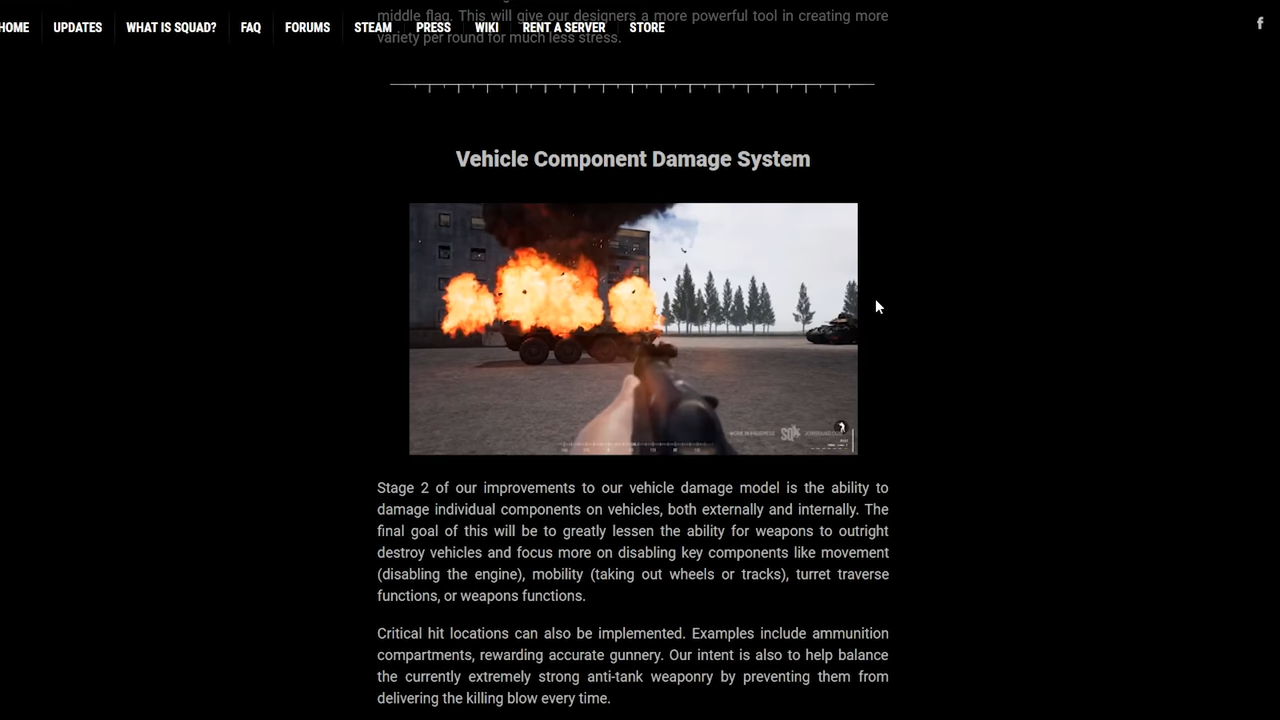 middle flag. This will give our designers a more powerful tool in creating more
HOME UPDATES WHAT IS SQUAD? FAQ FORUMS STEAM PRESS WIKI RENT A SERVER STORE
variety per round for much less stress.
Vehicle Component Damage System
Stage 2 of our improvements to our vehicle damage model is the ability to
damage individual components on vehicles, both externally and internally. The
final goal of this will be to greatly lessen the ability for weapons to outright
destroy vehicles and focus more on disabling key components like movement
(disabling the engine), mobility (taking out wheels or tracks), turret traverse
functions, or weapons functions.
Critical hit locations can also be implemented. Examples include ammunition
compartments, rewarding accurate gunnery. Our intent is also to help balance
the currently extremely strong anti-tank weaponry by preventing them from
delivering the killing blow every time.